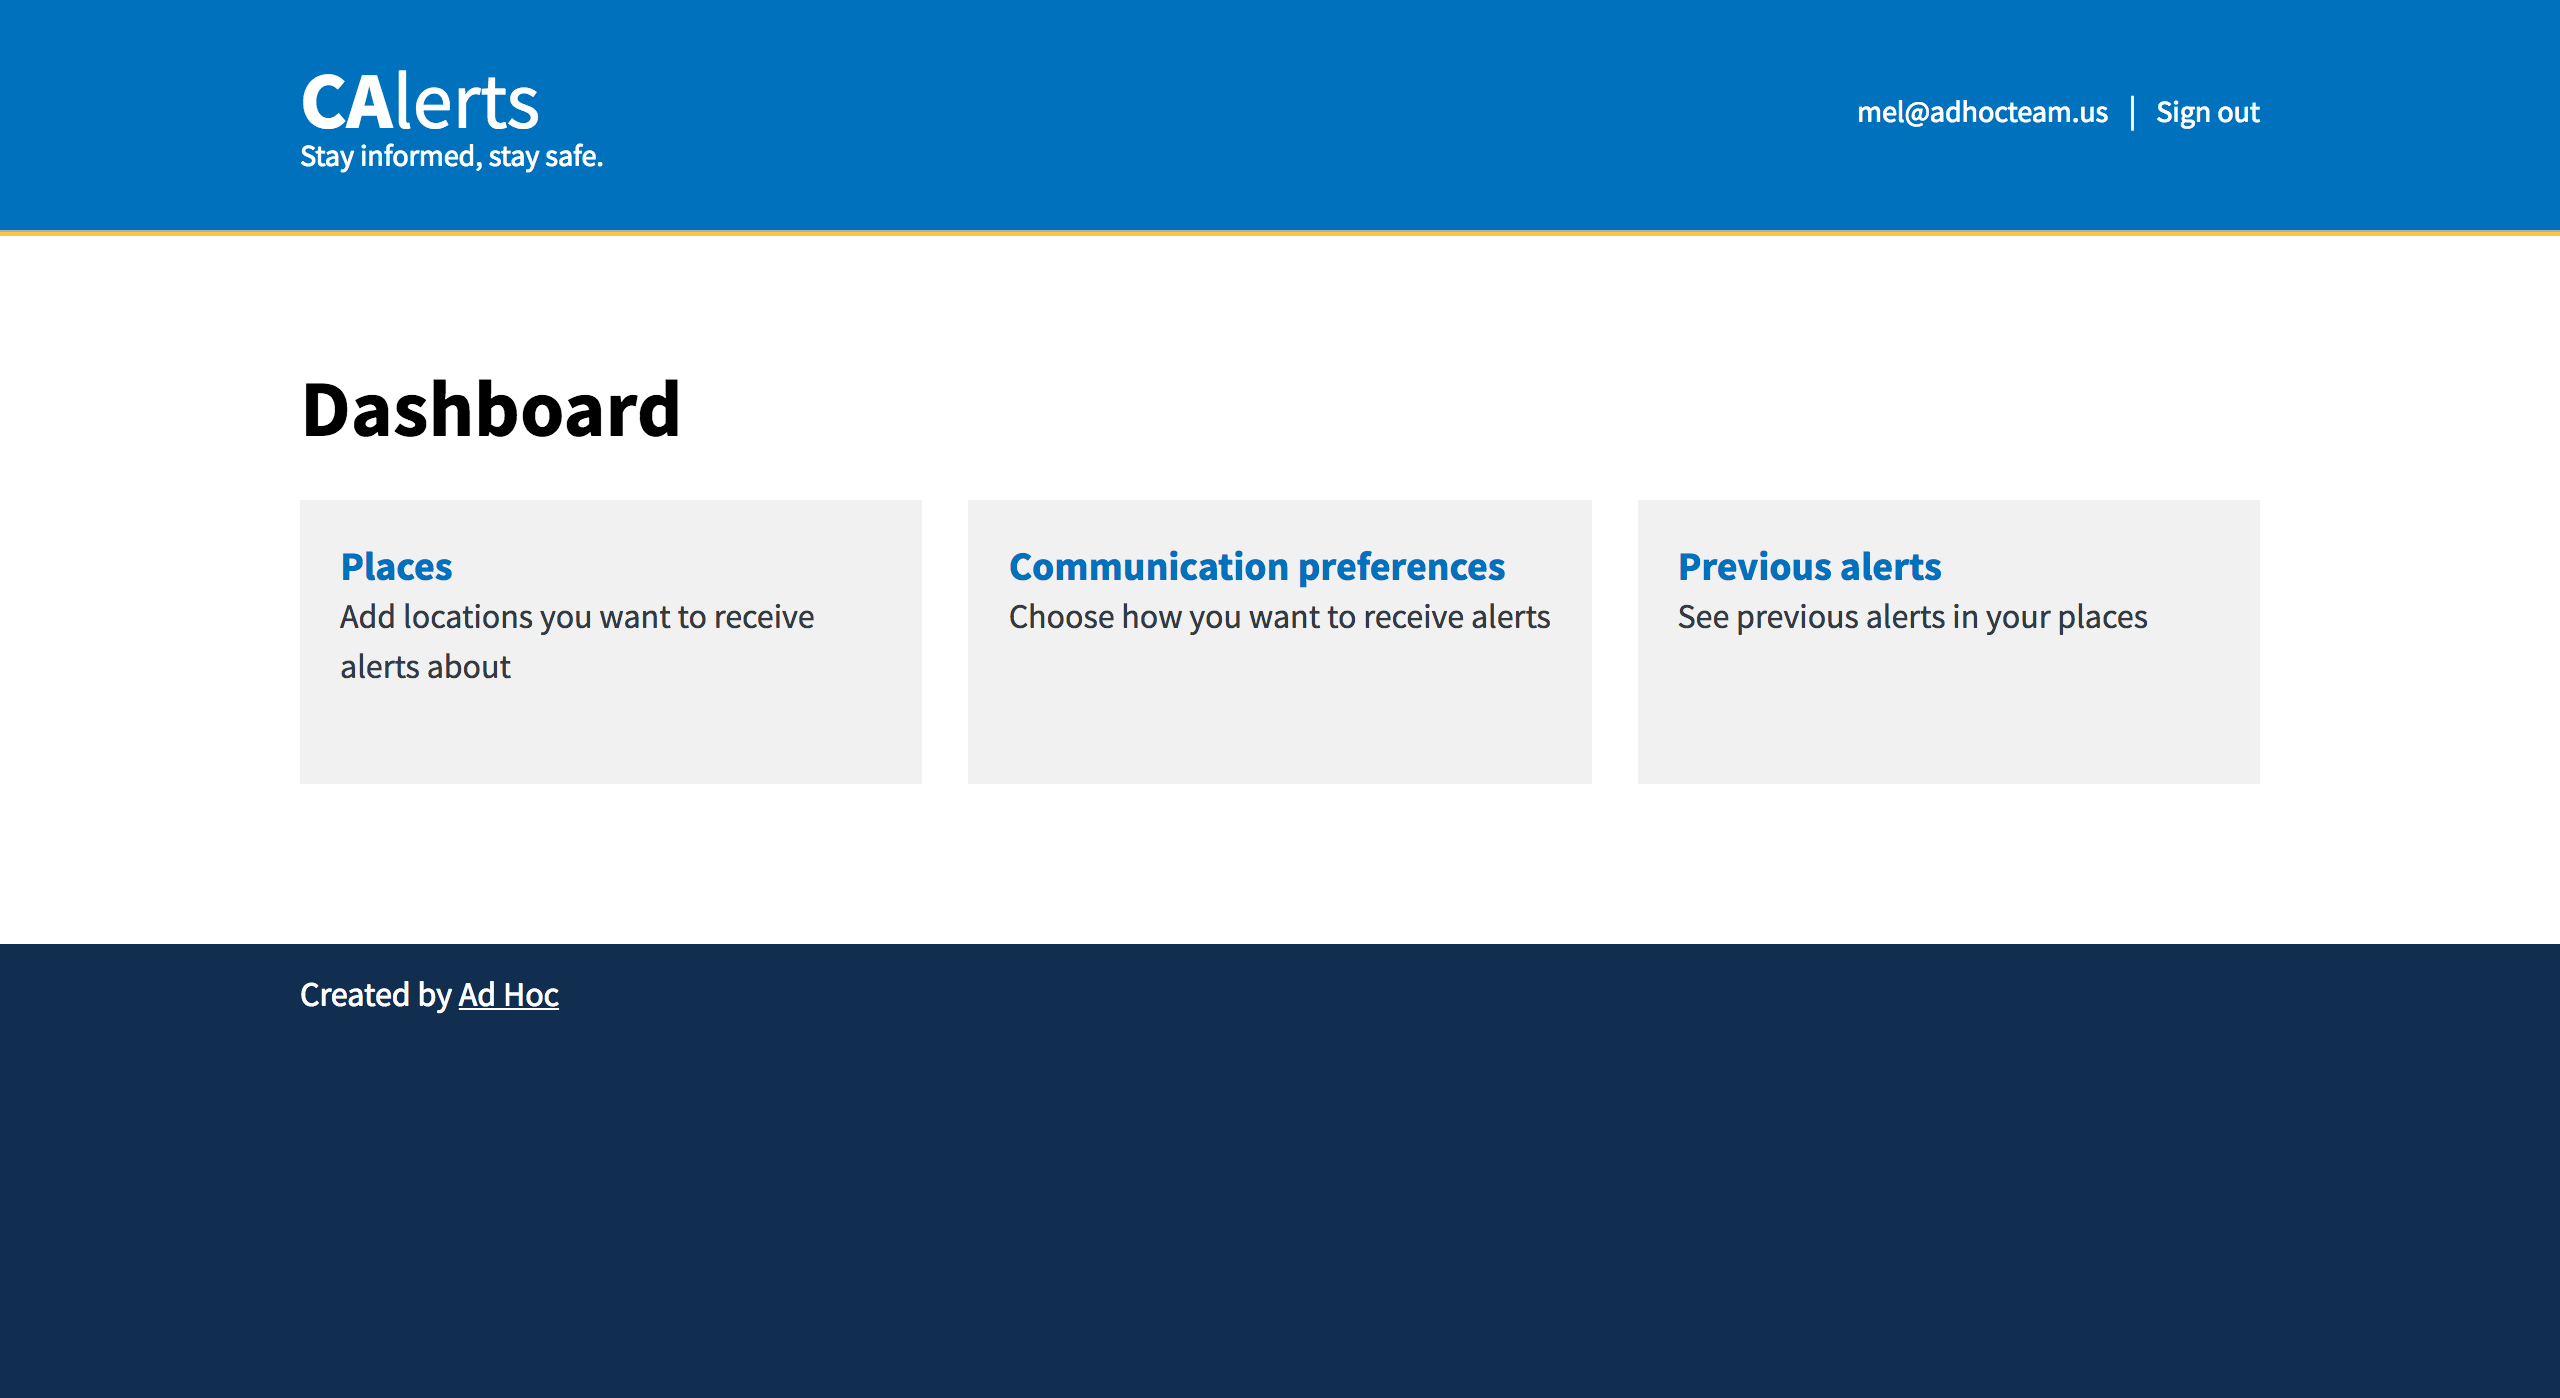 CAlerts
Stay informed, stay safe.
mel@adhocteam.us | Sign out
Dashboard
Places
Add locations you want to receive
alerts about
Communication preferences
Choose how you want to receive alerts
Previous alerts
See previous alerts in your places
Created by Ad Hoc